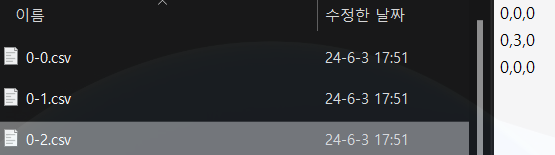 이름 수정한 날짜
0-0.csv 24-6-3 17:51
0-1.csv 24-6-3 17:51
0-2.csv 24-6-3 17:51
0,0,0
0,3,0
0,0,0